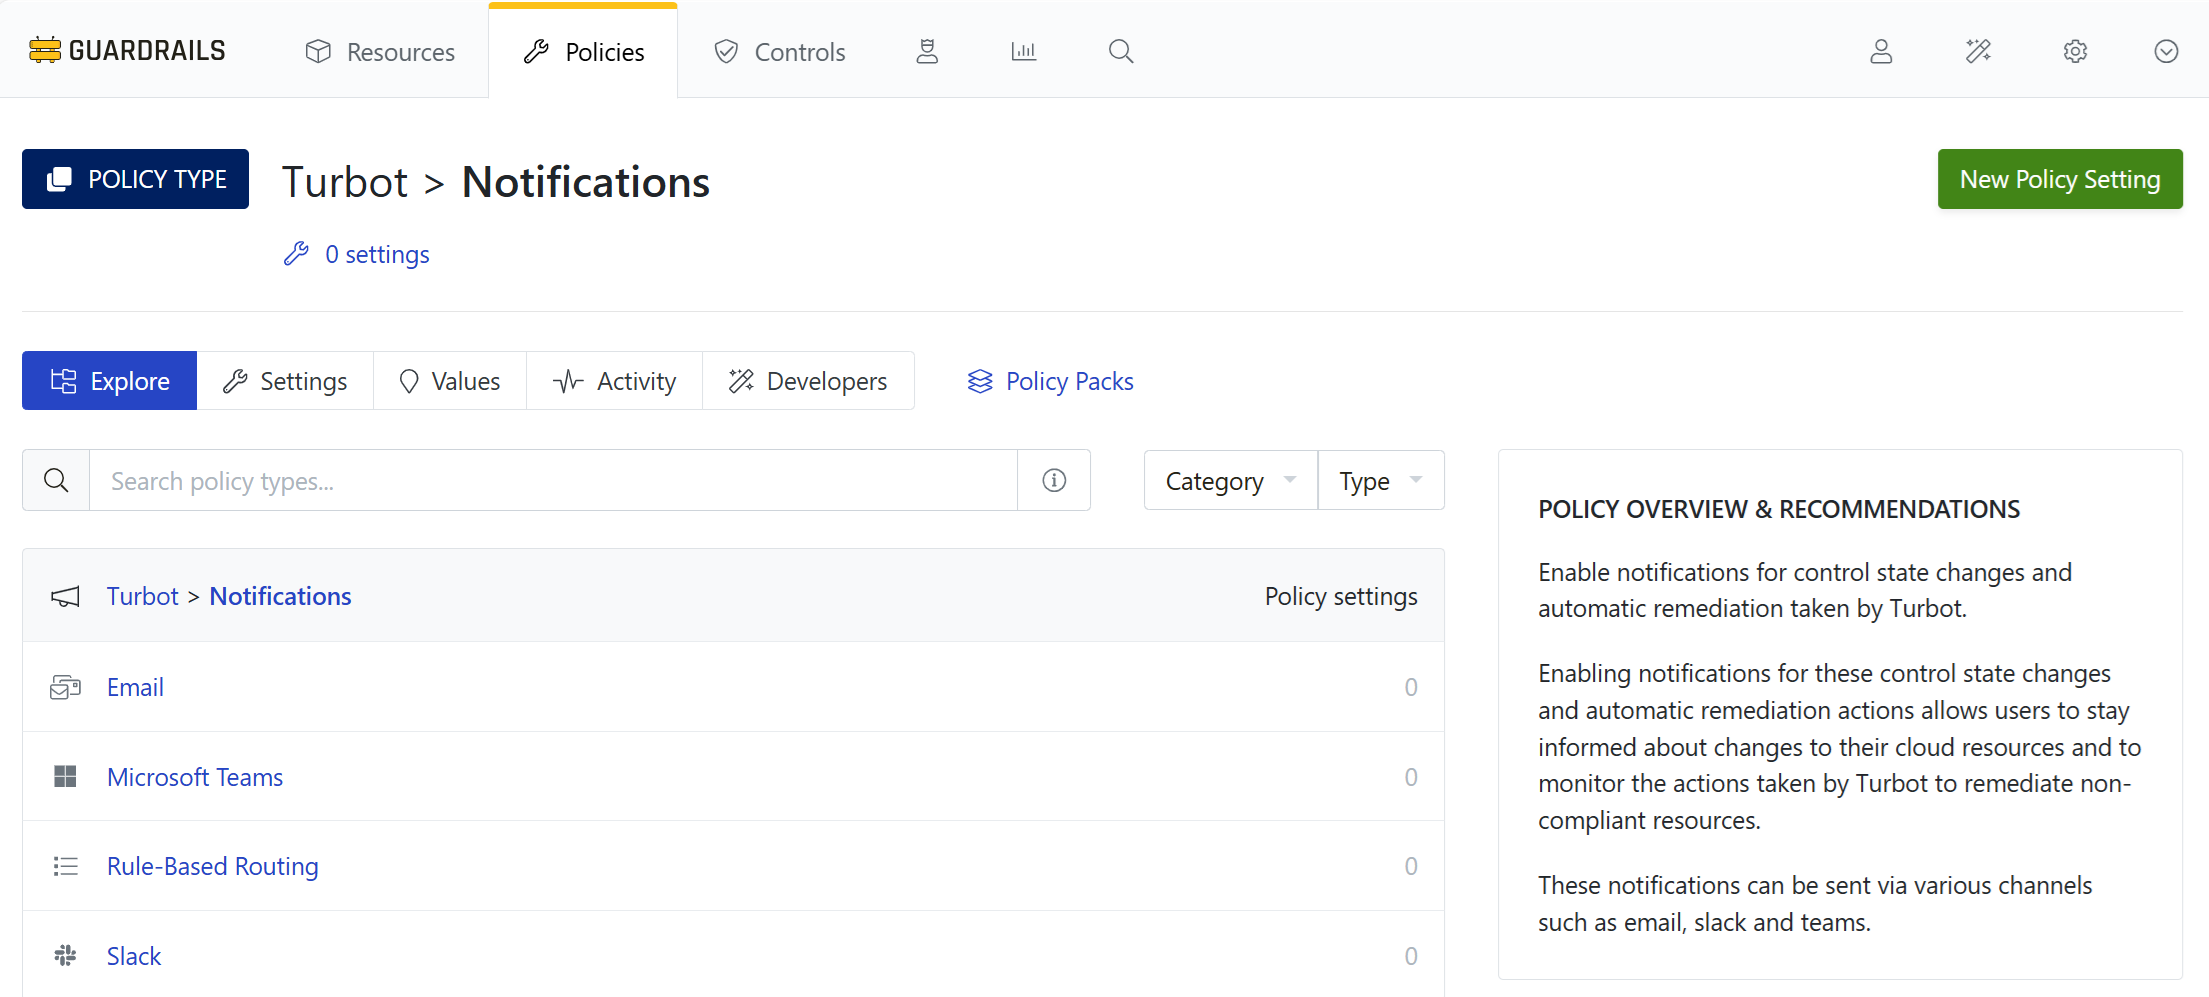 GUARDRAILS
Resources
Policies
Controls
POLICY TYPE
Turbot > Notifications
New Policy Setting
0 settings
Explore
Settings
Values
Activity
Developers
Policy Packs
Search policy types...
Category
Type
Turbot > Notifications
Policy settings
Email
0
Microsoft Teams
0
Rule-Based Routing
0
Slack
0
POLICY OVERVIEW & RECOMMENDATIONS
Enable notifications for control state changes and
automatic remediation taken by Turbot.
Enabling notifications for these control state changes
and automatic remediation actions allows users to stay
informed about changes to their cloud resources and to
monitor the actions taken by Turbot to remediate non-
compliant resources.
These notifications can be sent via various channels
such as email, slack and teams.